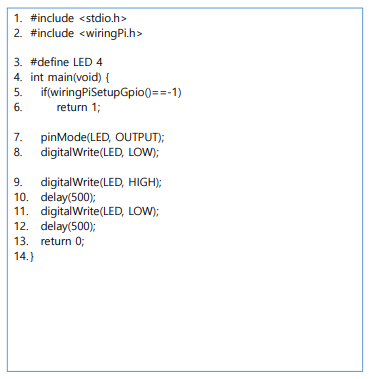 1. #include <stdio.h>
2. #include <wiringPi.h>
3. #define LED 4
4. int main(void) {
5. if(wiringPiSetupGpio()==-1)
6. return 1;
7. pinMode(LED, OUTPUT);
8. digitalWrite(LED, LOW);
9. digitalWrite(LED, HIGH);
10. delay(500);
11. digitalWrite(LED, LOW);
12. delay(500);
13. return 0;
14.}